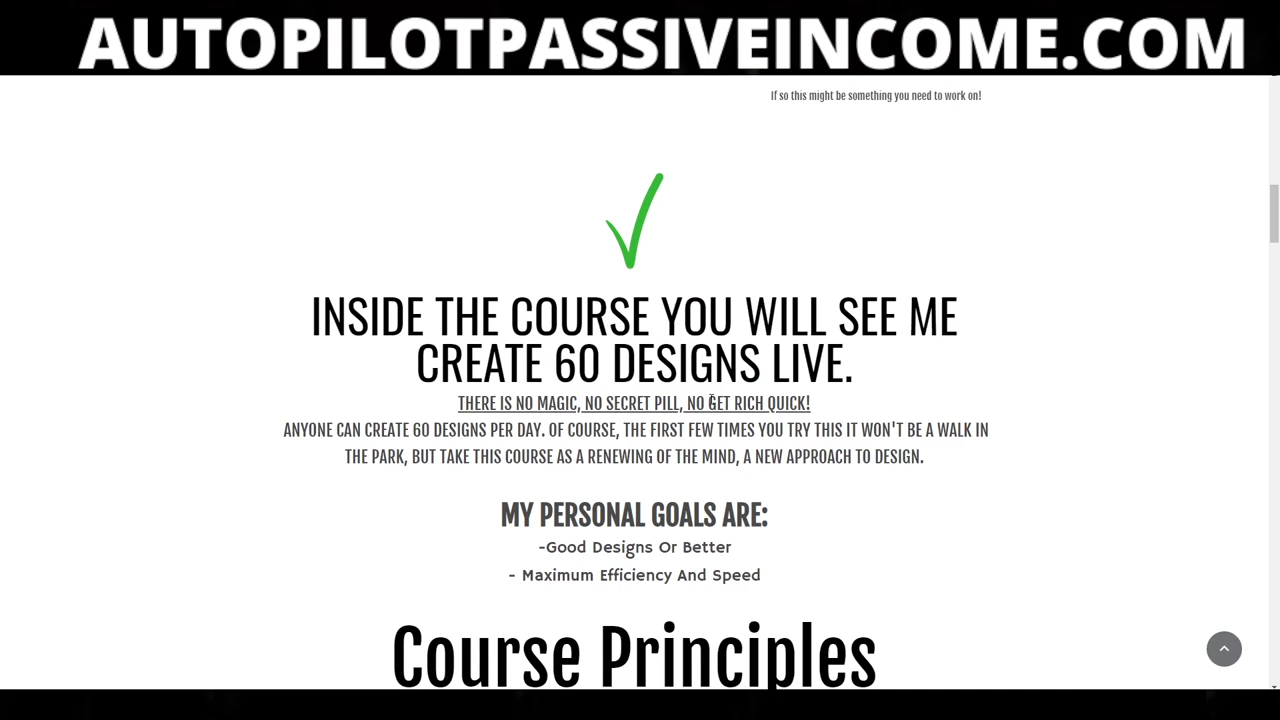 AUTOPILOTPASSIVEINCOME.COM
If so this might be something you need to work on!
INSIDE THE COURSE YOU WILL SEE ME
CREATE 60 DESIGNS LIVE.
THERE IS NO MAGIC, NO SECRET PILL, NO GET RICH QUICK!
ANYONE CAN CREATE 60 DESIGNS PER DAY. OF COURSE, THE FIRST FEW TIMES YOU TRY THIS IT WON'T BE A WALK IN
THE PARK, BUT TAKE THIS COURSE AS A RENEWING OF THE MIND, A NEW APPROACH TO DESIGN.
MY PERSONAL GOALS ARE:
-Good Designs Or Better
- Maximum Efficiency And Speed
Course Principles